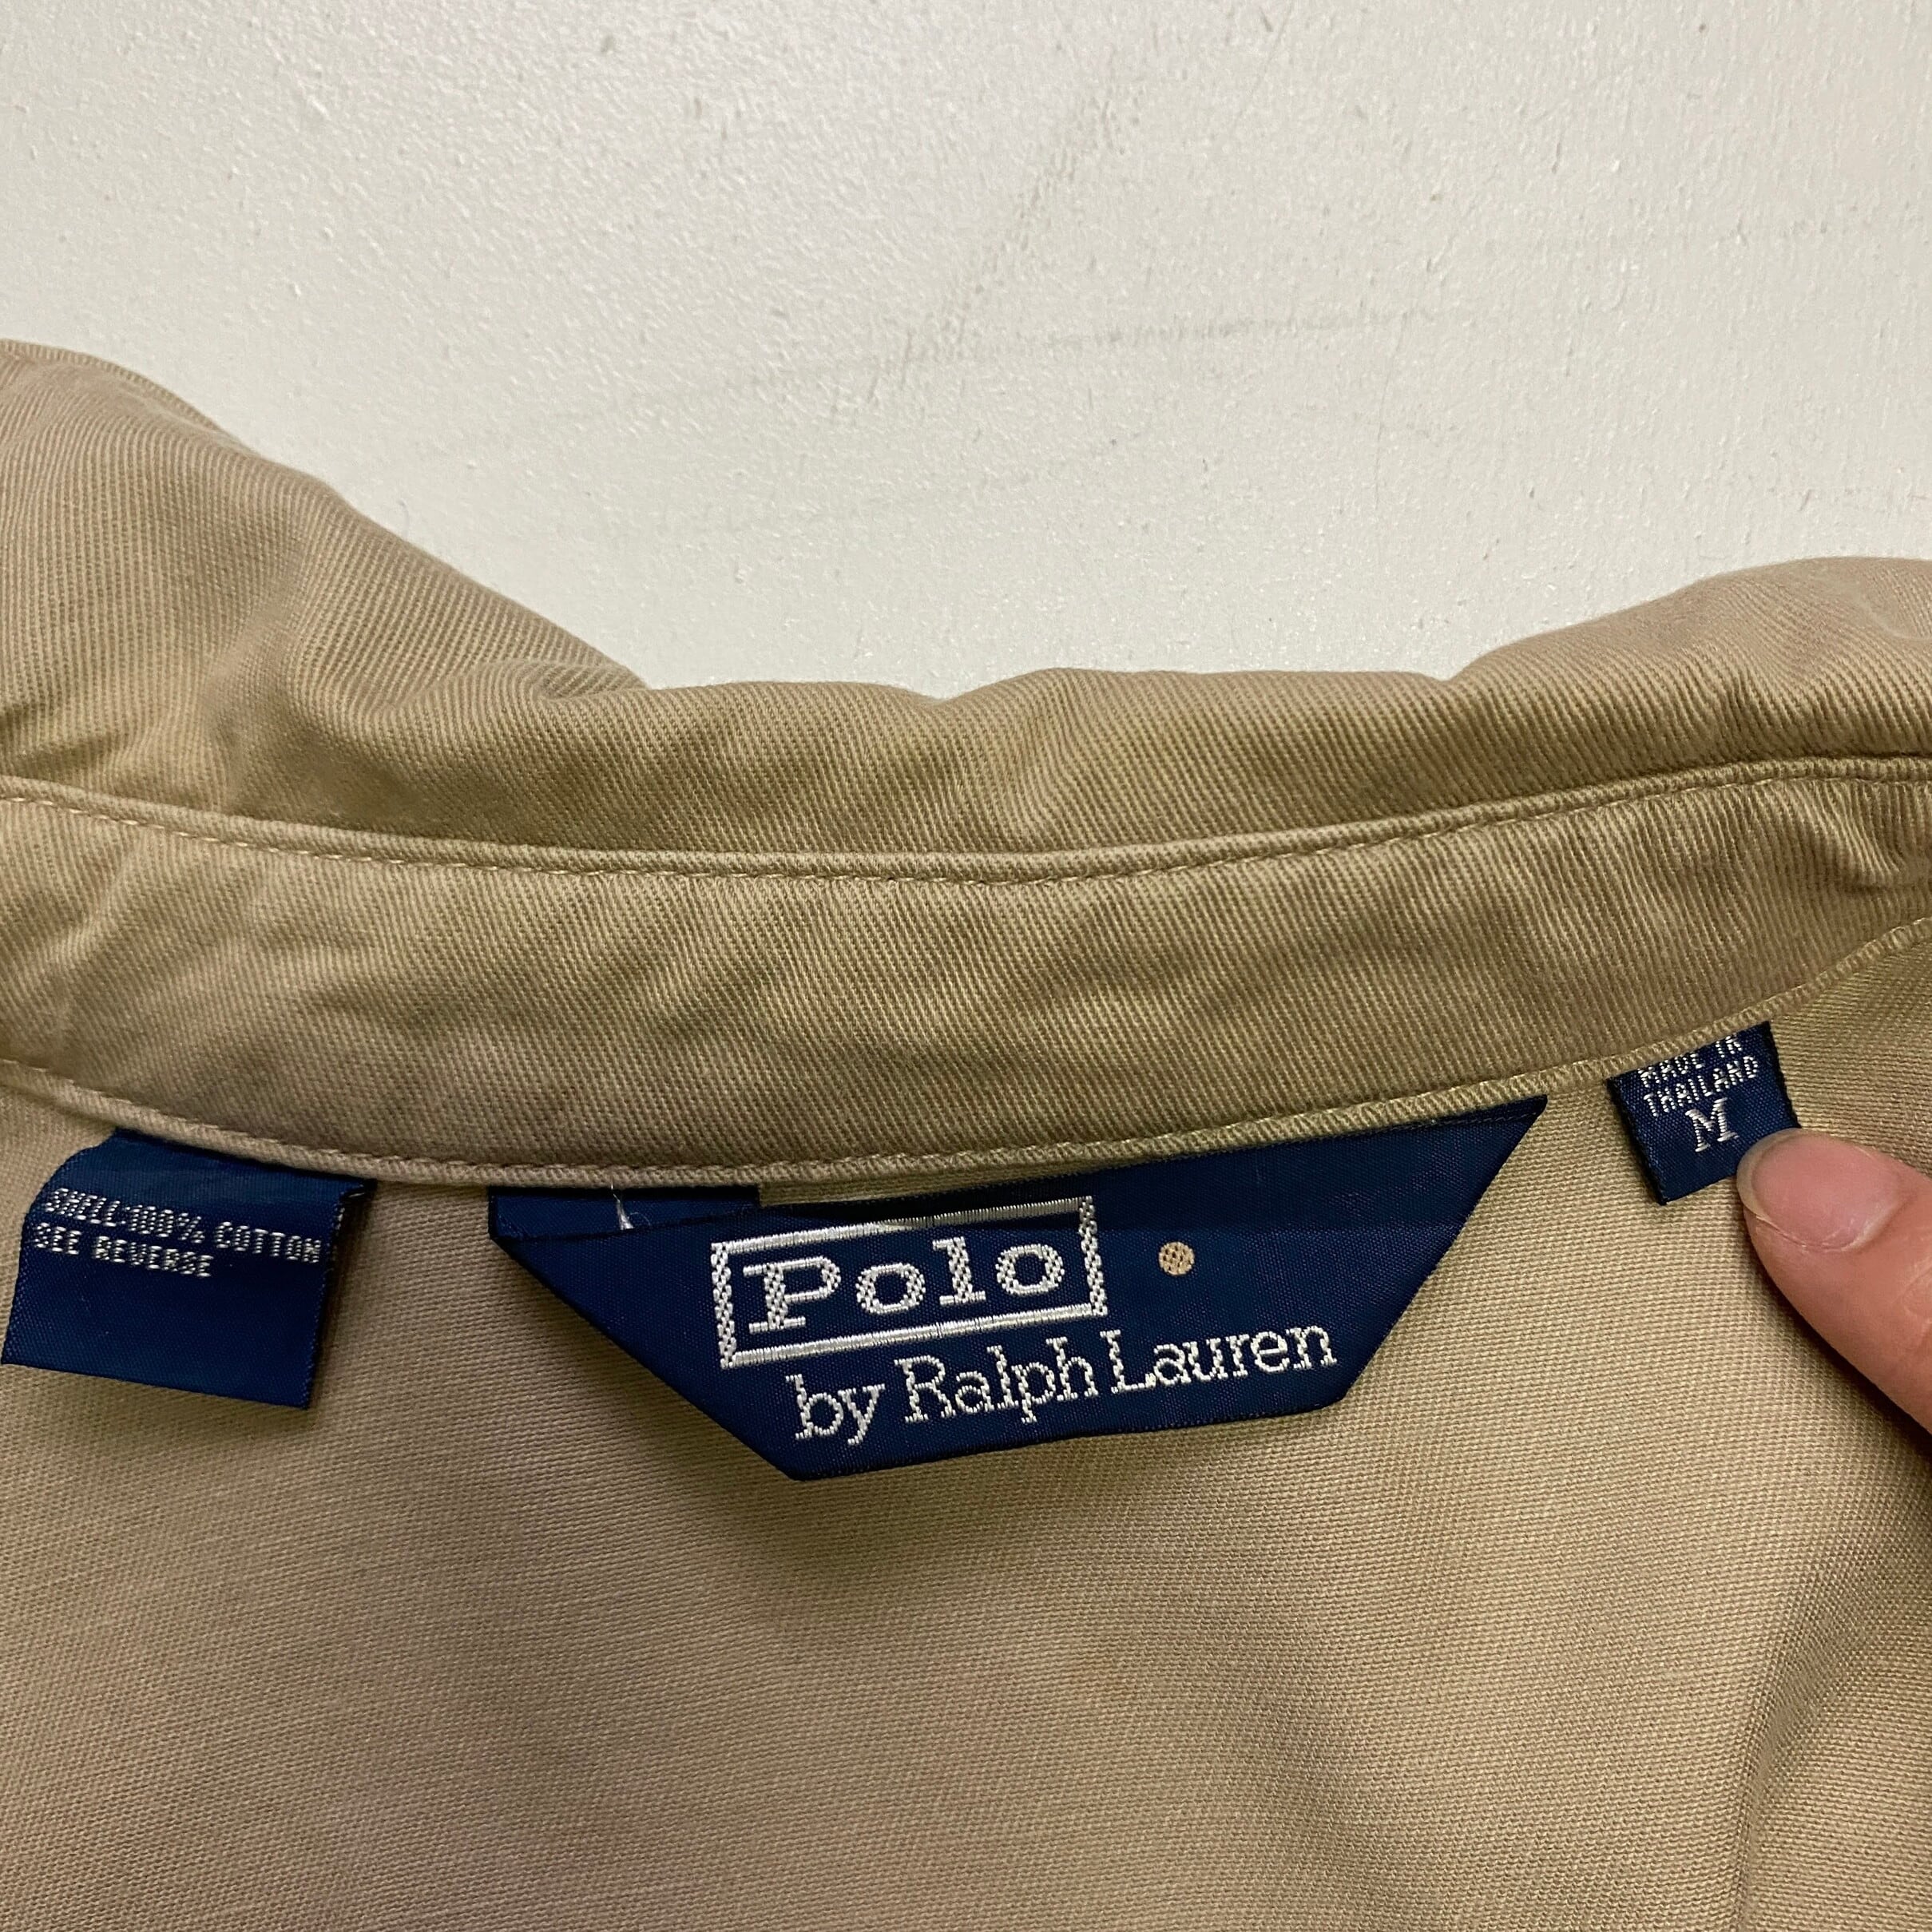 SHELL:100% COTTON
SEE REVERSE
Polo
by Ralph Lauren
MADE IN
THAILAND
M